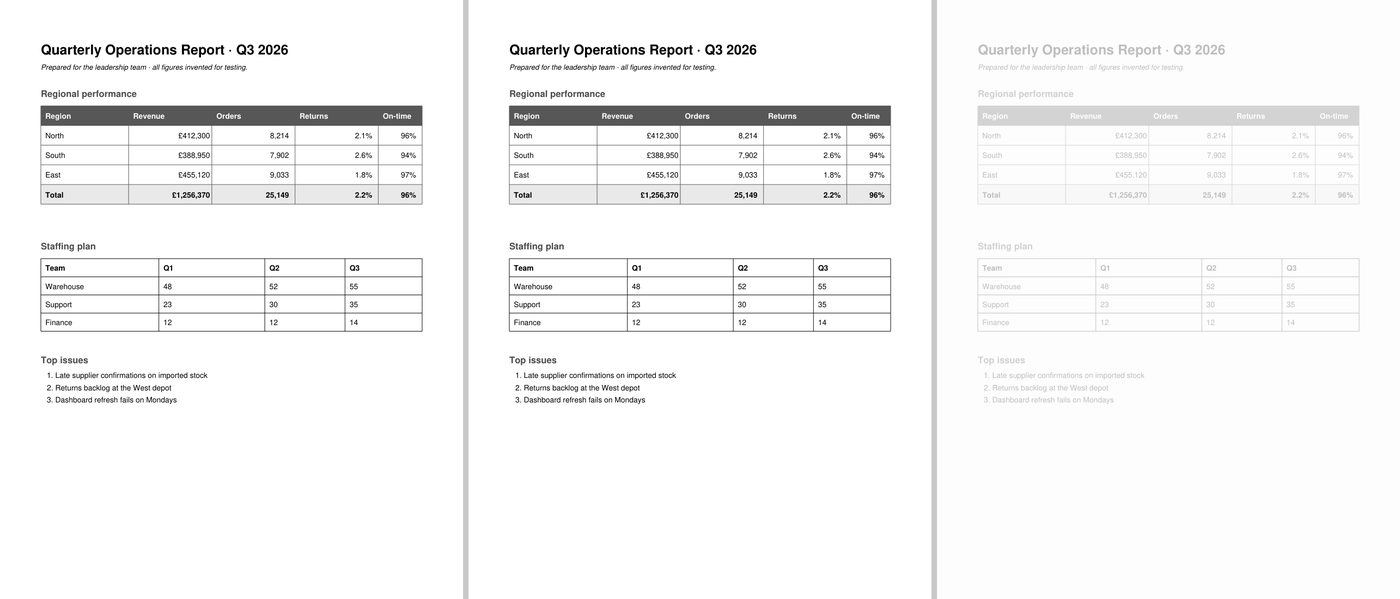 Quarterly Operations Report · Q3 2026
Prepared for the leadership team · all figures invented for testing.
Regional performance
Region Revenue Orders Returns On-time
North £412,300 8,214 2.1% 96%
South £388,950 7,902 2.6% 94%
East £455,120 9,033 1.8% 97%
Total £1,256,370 25,149 2.2% 96%
Staffing plan
Team Q1 Q2 Q3
Warehouse 48 52 55
Support 23 30 35
Finance 12 12 14
Top issues
1. Late supplier confirmations on imported stock
2. Returns backlog at the West depot
3. Dashboard refresh fails on Mondays
Quarterly Operations Report · Q3 2026
Prepared for the leadership team · all figures invented for testing.
Regional performance
Region Revenue Orders Returns On-time
North £412,300 8,214 2.1% 96%
South £388,950 7,902 2.6% 94%
East £455,120 9,033 1.8% 97%
Total £1,256,370 25,149 2.2% 96%
Staffing plan
Team Q1 Q2 Q3
Warehouse 48 52 55
Support 23 30 35
Finance 12 12 14
Top issues
1. Late supplier confirmations on imported stock
2. Returns backlog at the West depot
3. Dashboard refresh fails on Mondays
Quarterly Operations Report · Q3 2026
Prepared for the leadership team · all figures invented for testing.
Regional performance
Region Revenue Orders Returns On-time
North £412,300 8,214 2.1% 96%
South £388,950 7,902 2.6% 94%
East £455,120 9,033 1.8% 97%
Total £1,256,370 25,149 2.2% 96%
Staffing plan
Team Q1 Q2 Q3
Warehouse 48 52 55
Support 23 30 35
Finance 12 12 14
Top issues
1. Late supplier confirmations on imported stock
2. Returns backlog at the West depot
3. Dashboard refresh fails on Mondays